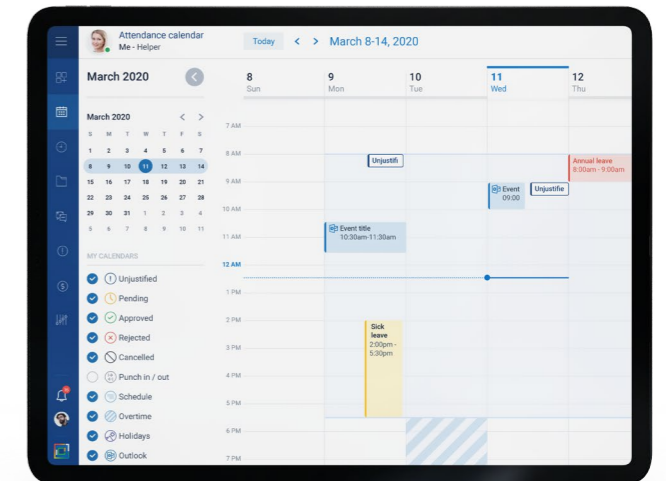 Attendance calendar
Me - Helper
Today < > March 8-14, 2020
March 2020
8 Sun
9 Mon
10 Tue
11 Wed
12 Thu
March 2020 < >
S M T W T F S
1 2 3 4 5 6 7
8 9 10 11 12 13 14
15 16 17 18 19 20 21
22 23 24 25 26 27 28
29 30 31 1 2 3 4
5 6 7 8 9 10 11
MY CALENDARS
Unjustified
Pending
Approved
Rejected
Cancelled
Punch in / out
Schedule
Overtime
Holidays
Outlook
7 AM
8 AM
9 AM
10 AM
11 AM
12 AM
1 PM
2 PM
3 PM
4 PM
5 PM
6 PM
7 PM
Unjustifi
Event title
10:30am-11:30am
Sick
leave
2:00pm -
5:30pm
Event
09:00
Unjustifie
Annual leave
8:00am - 9:00am